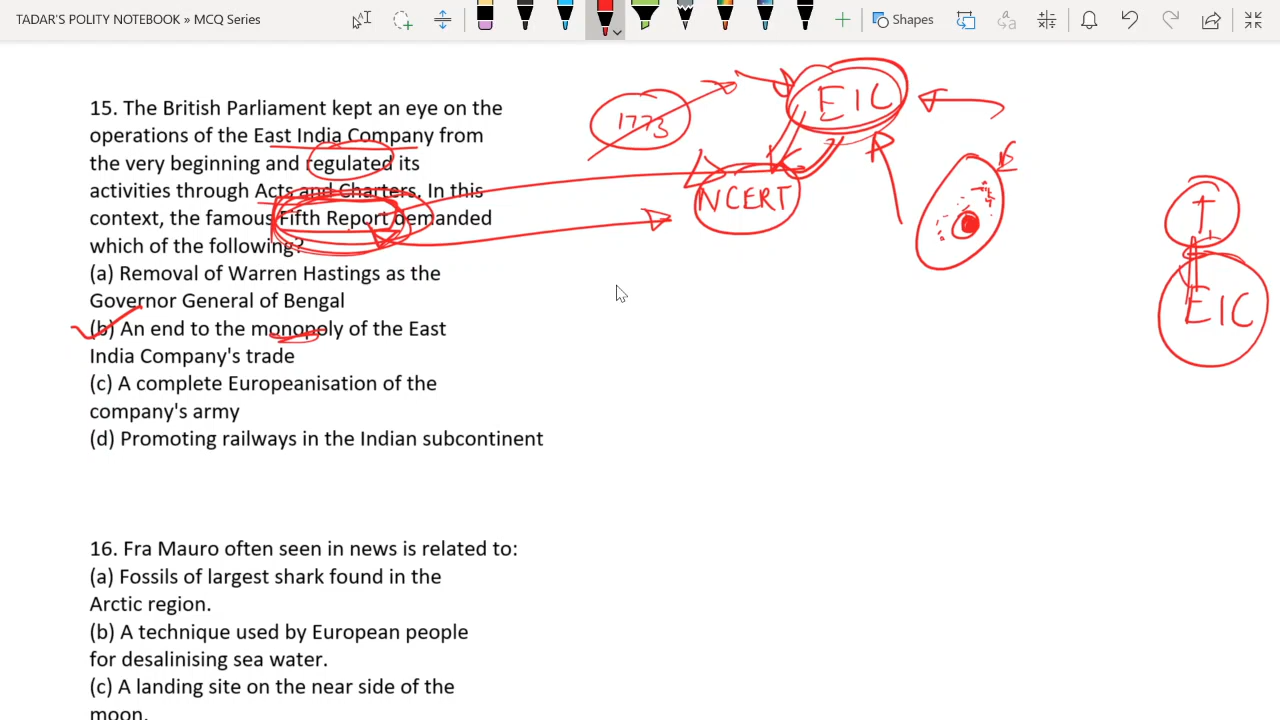 TADAR'S POLITY NOTEBOOK » MCQ Series
Shapes
15. The British Parliament kept an eye on the
operations of the East India Company from
the very beginning and regulated its
activities through Acts and Charters. In this
context, the famous Fifth Report demanded
which of the following?
(a) Removal of Warren Hastings as the
Governor General of Bengal
(b) An end to the monopoly of the East
India Company's trade
(c) A complete Europeanisation of the
company's army
(d) Promoting railways in the Indian subcontinent
1773
EIC
NCERT
EIC
16. Fra Mauro often seen in news is related to:
(a) Fossils of largest shark found in the
Arctic region.
(b) A technique used by European people
for desalinising sea water.
(c) A landing site on the near side of the
moon.